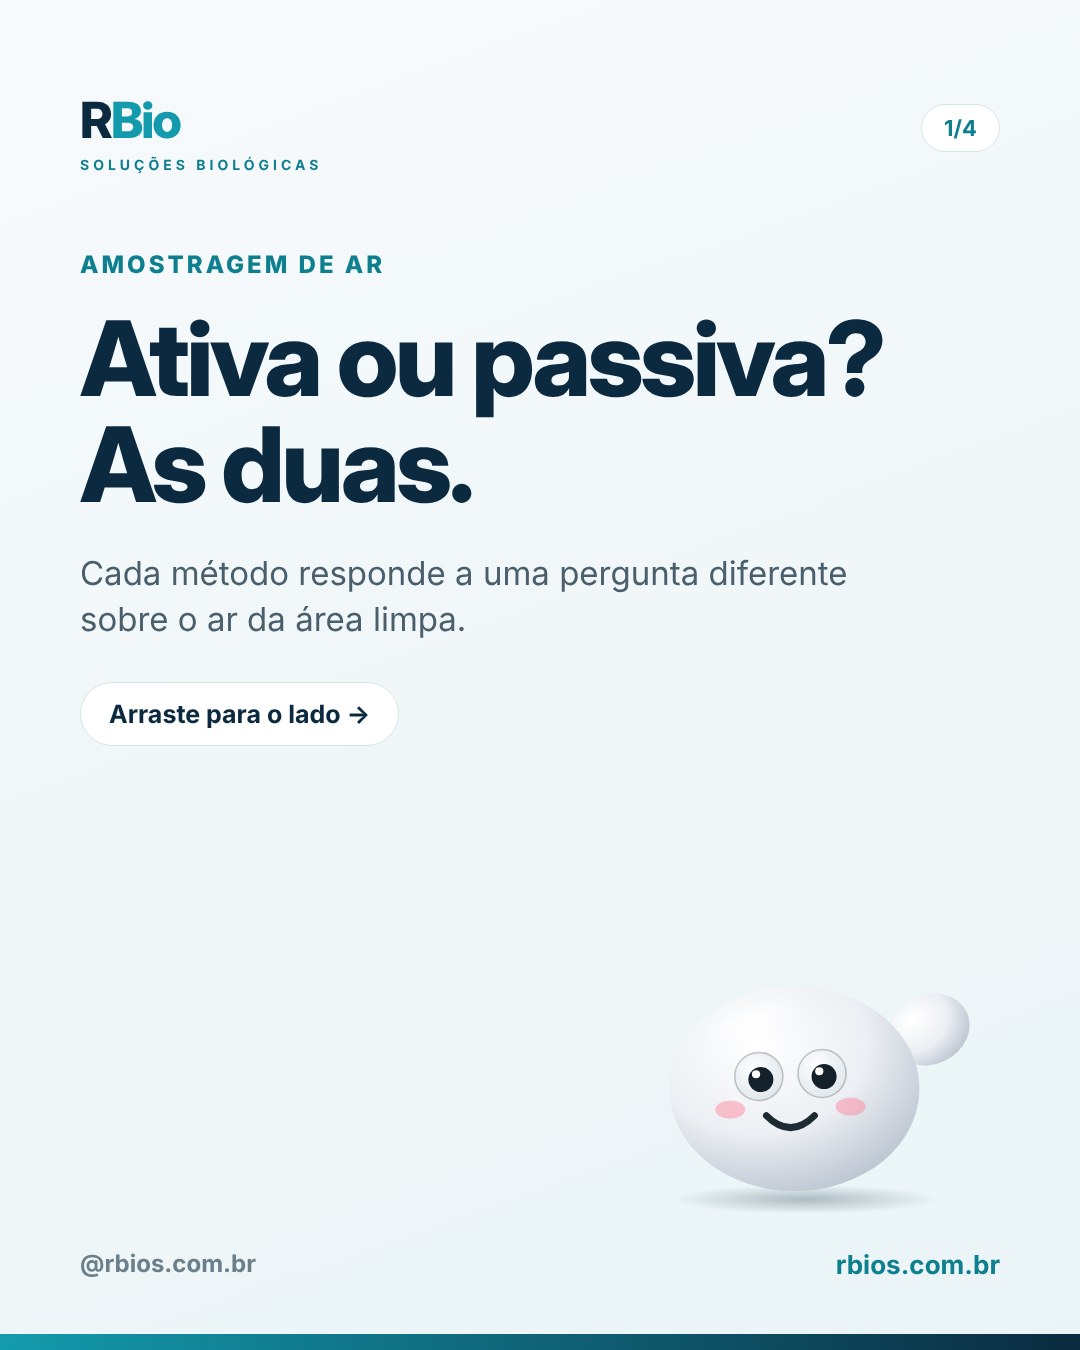 RBio
SOLUÇÕES BIOLÓGICAS
1/4
AMOSTRAGEM DE AR
Ativa ou passiva?
As duas.
Cada método responde a uma pergunta diferente
sobre o ar da área limpa.
Arraste para o lado →
@rbios.com.br
rbios.com.br